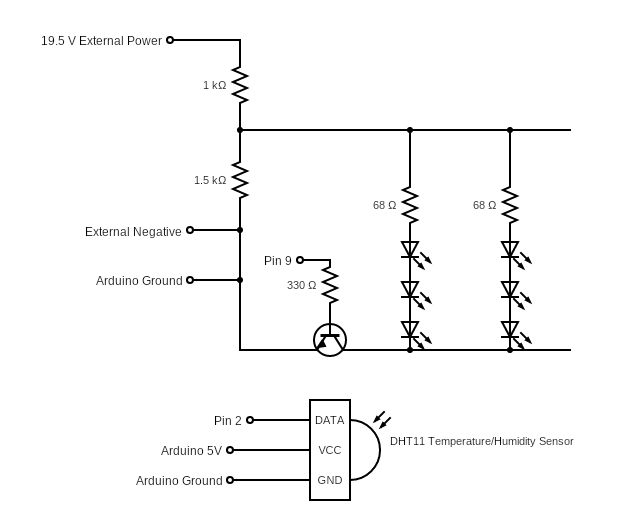 19.5 V External Power
1 kΩ
1.5 kΩ
68 Ω
68 Ω
External Negative
Pin 9
Arduino Ground
330 Ω
Pin 2
DATA
DHT11 Temperature/Humidity Sensor
Arduino 5V
VCC
Arduino Ground
GND